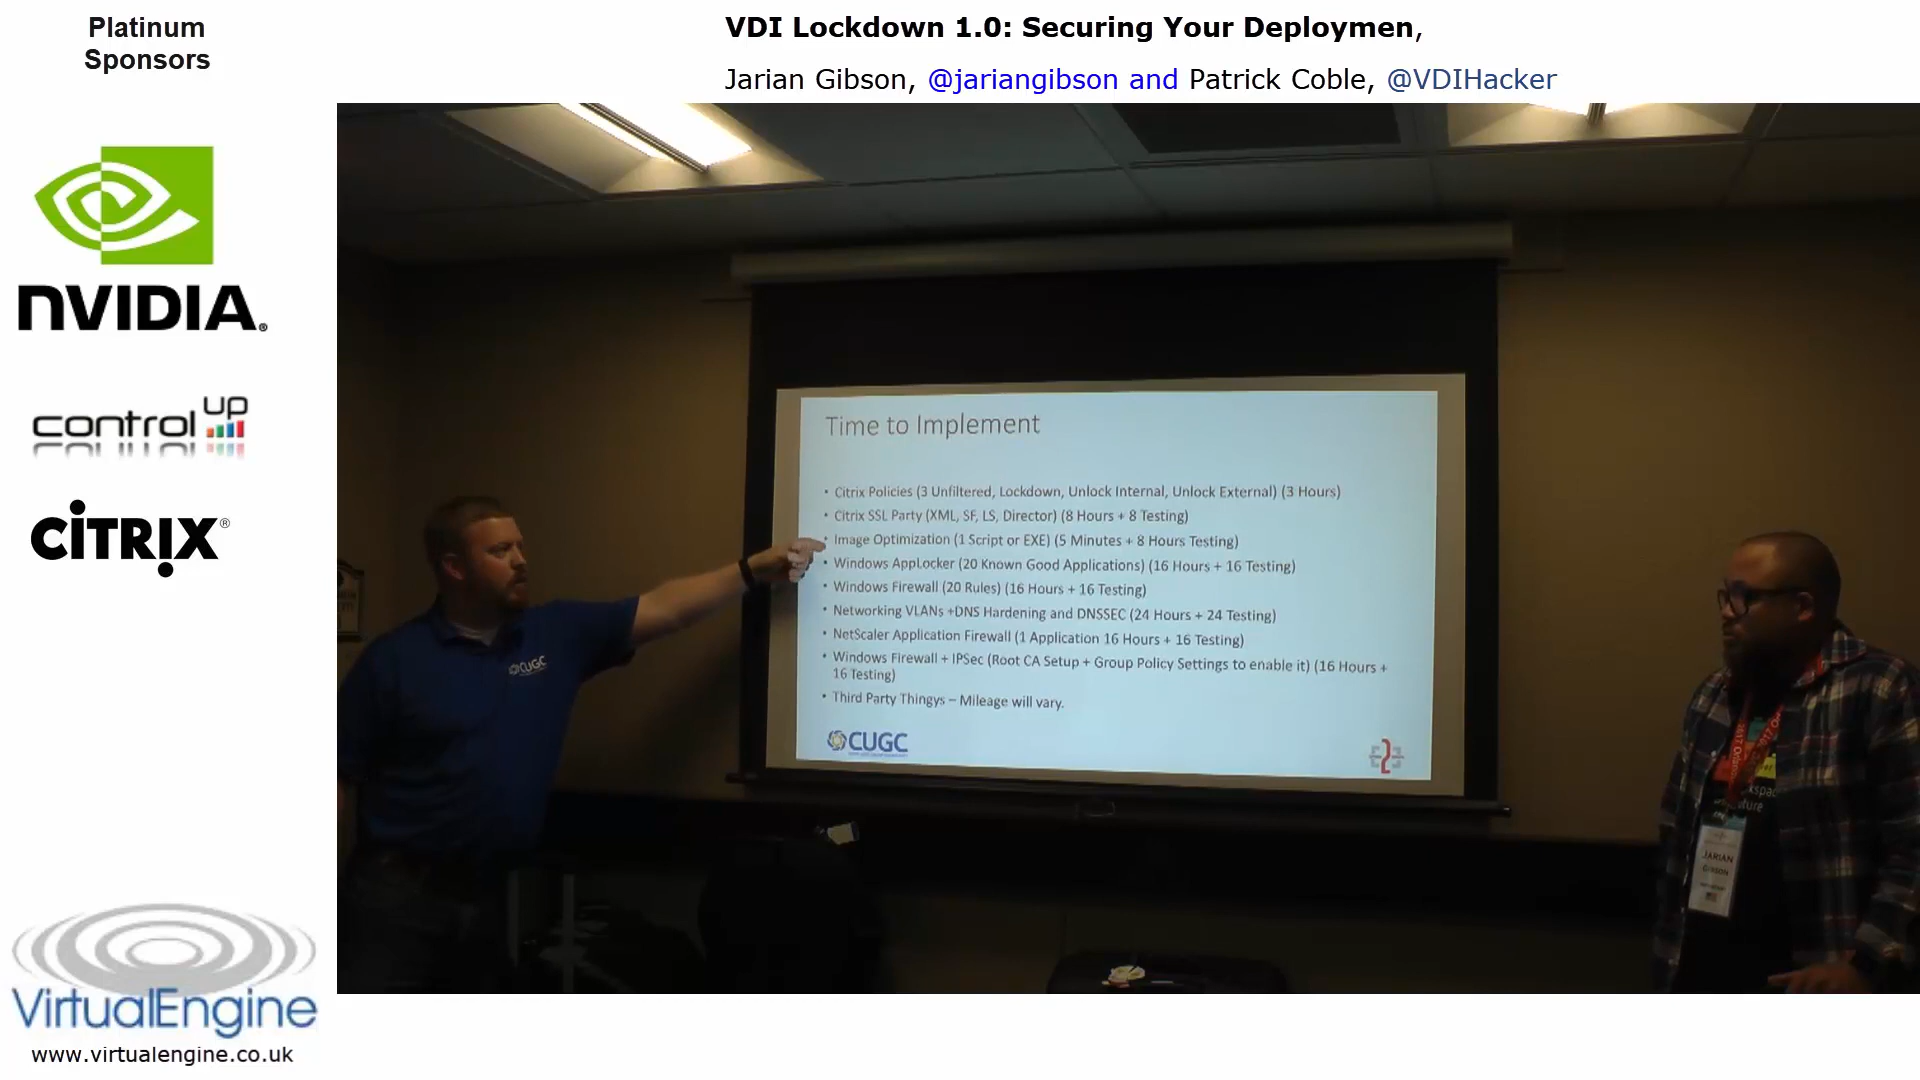 Platinum
Sponsors
VDI Lockdown 1.0: Securing Your Deploymen,
Jarian Gibson, @jariangibson and Patrick Coble, @VDIHacker
NVIDIA®
control up
CİTRIX®
VirtualEngine
www.virtualengine.co.uk
Time to Implement
• Citrix Policies (3 Unfiltered, Lockdown, Unlock Internal, Unlock External) (3 Hours)
• Citrix SSL Party (XML, SF, LS, Director) (8 Hours + 8 Testing)
• Image Optimization (1 Script or EXE) (5 Minutes + 8 Hours Testing)
• Windows AppLocker (20 Known Good Applications) (16 Hours + 16 Testing)
• Windows Firewall (20 Rules) (16 Hours + 16 Testing)
• Networking VLANs +DNS Hardening and DNSSEC (24 Hours + 24 Testing)
• NetScaler Application Firewall (1 Application 16 Hours + 16 Testing)
• Windows Firewall + IPSec (Root CA Setup + Group Policy Settings to enable it) (16 Hours +
16 Testing)
• Third Party Thingys – Mileage will vary.
CUGC
CUGC
JARIAN
GIBSON